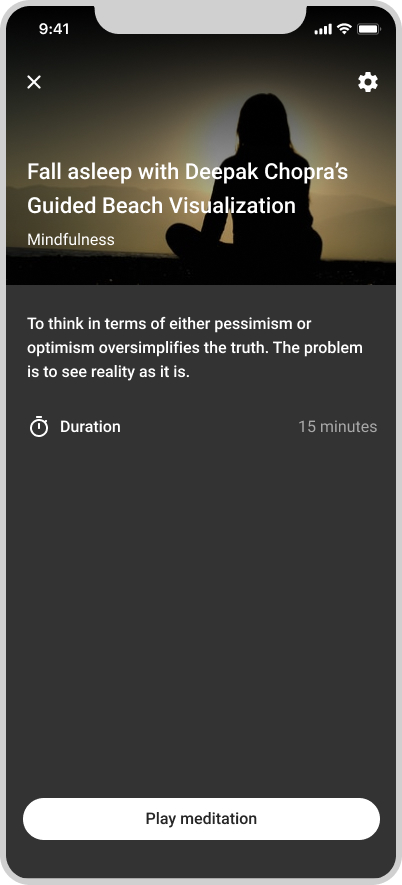 9:41
Fall asleep with Deepak Chopra’s
Guided Beach Visualization
Mindfulness
To think in terms of either pessimism or
optimism oversimplifies the truth. The problem
is to see reality as it is.
Duration 15 minutes
Play meditation